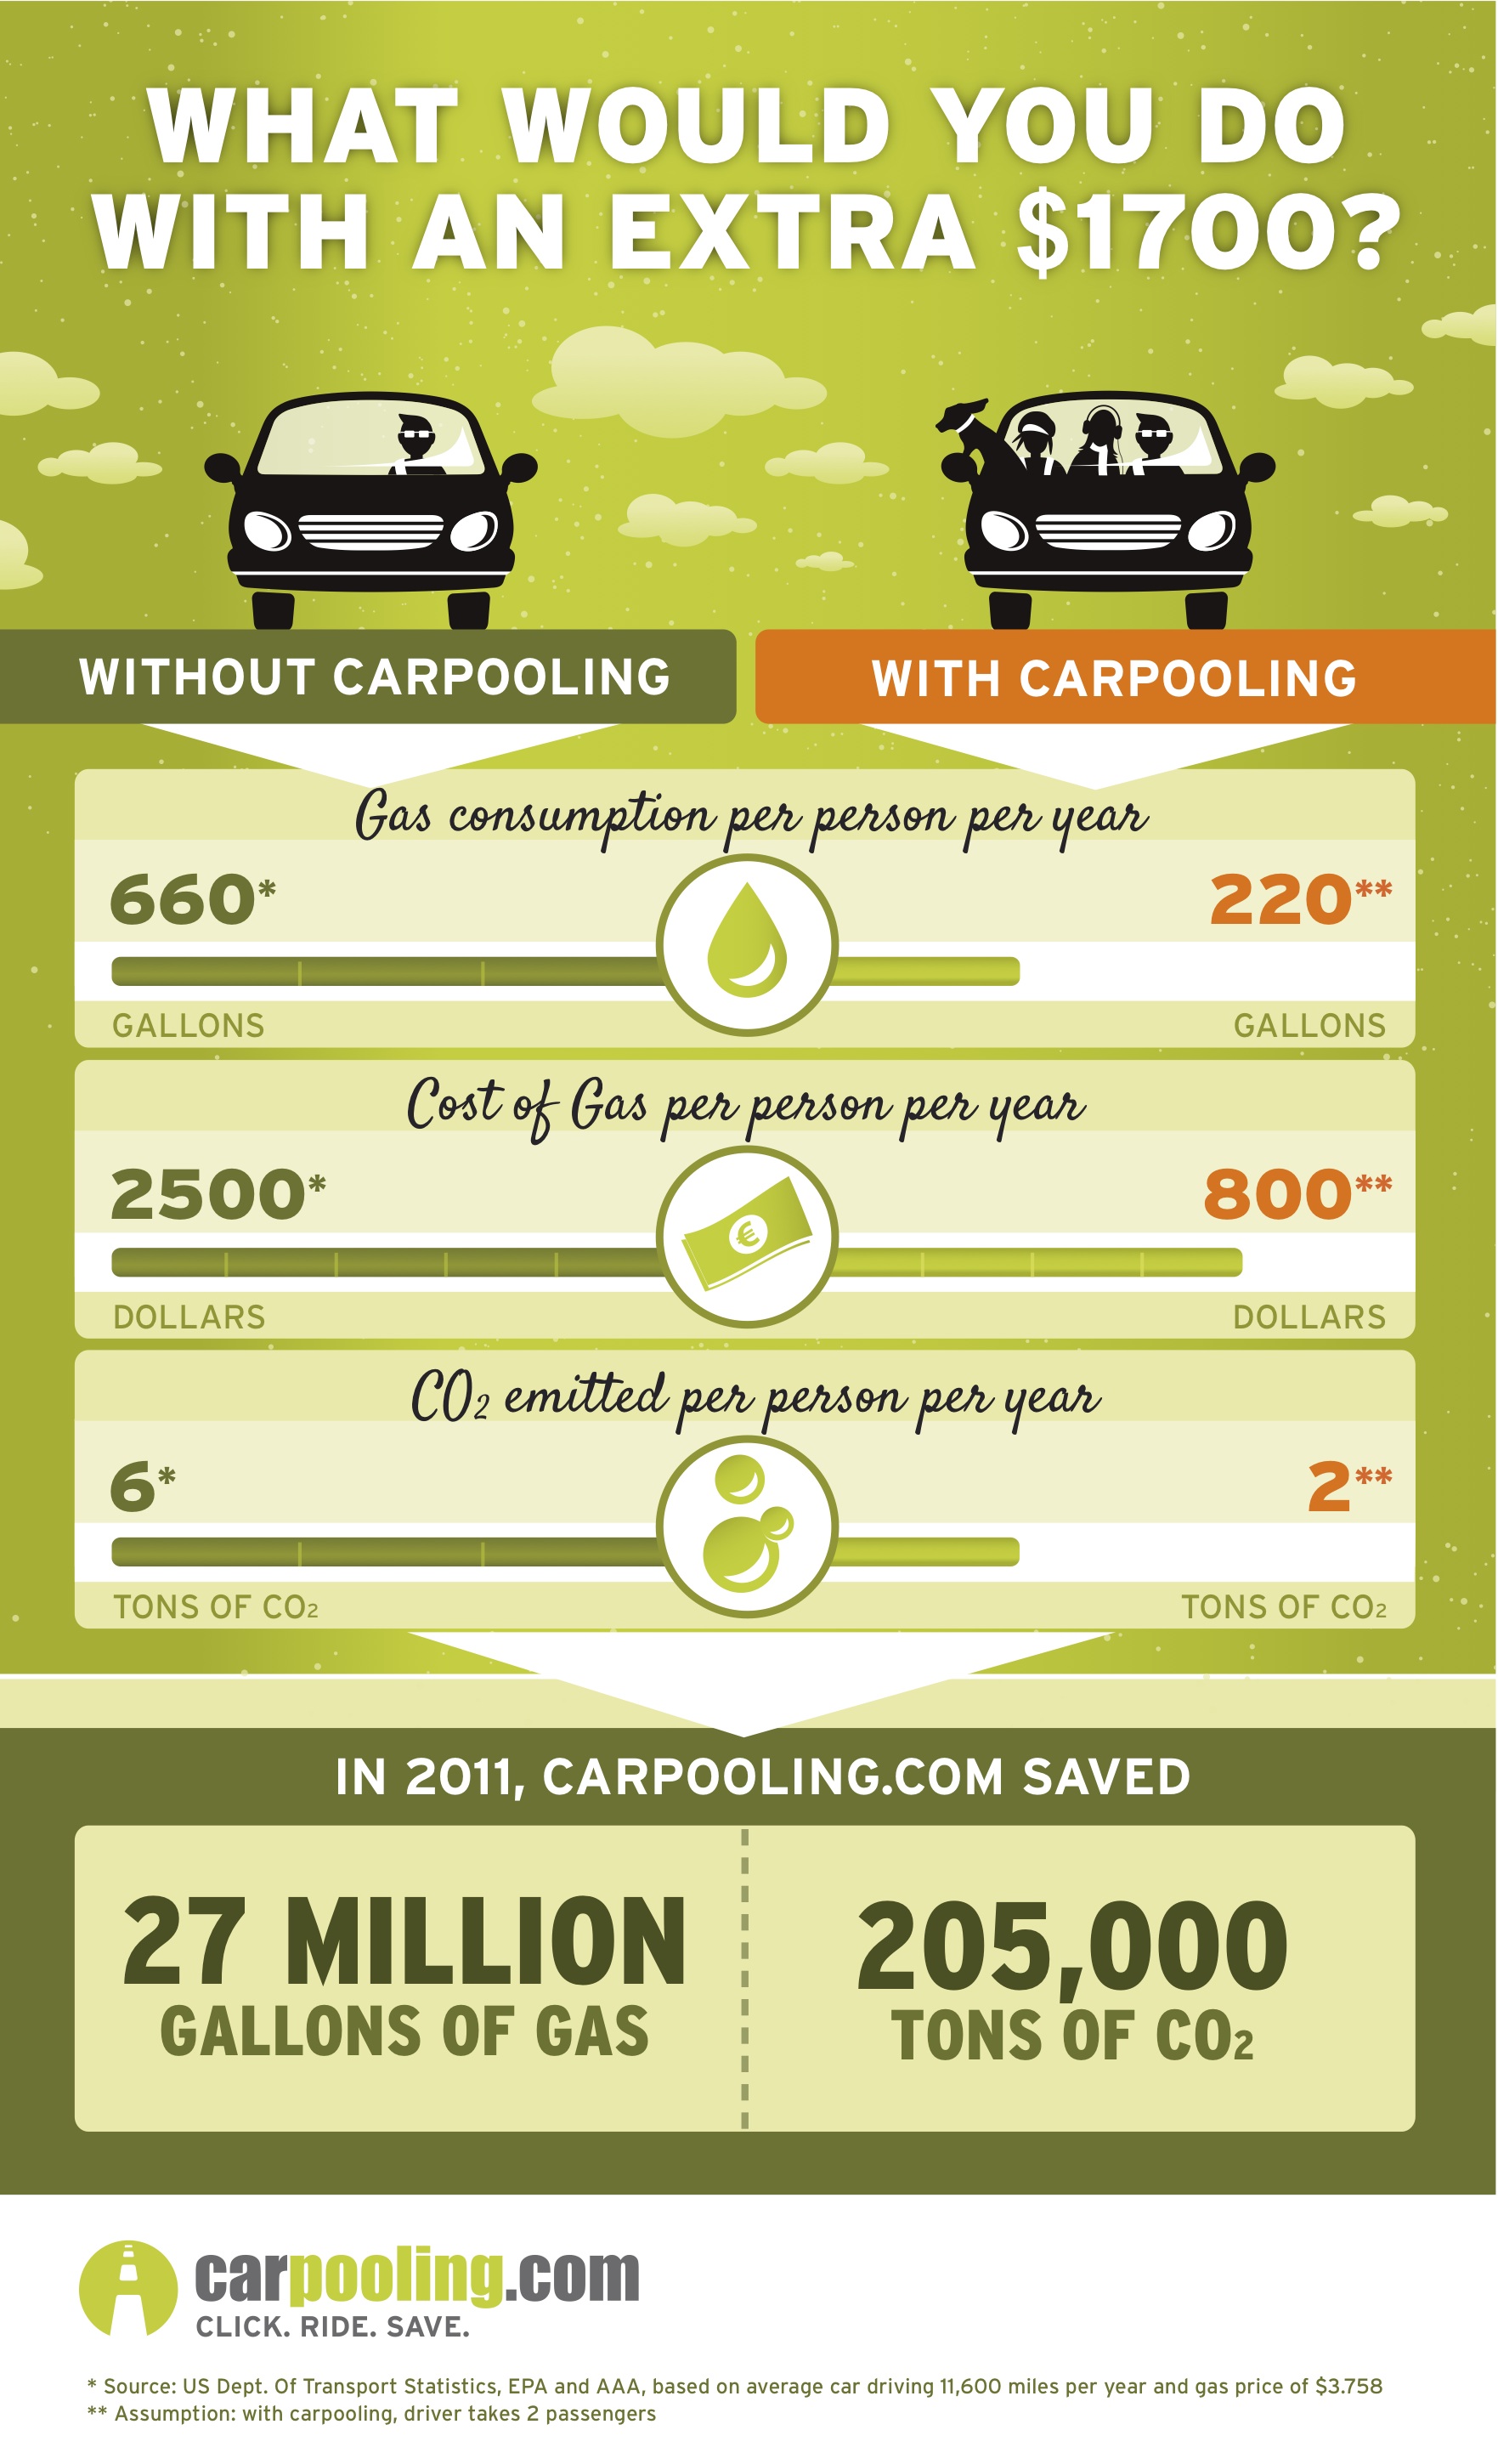 WHAT WOULD YOU DO
WITH AN EXTRA $1700?
WITHOUT CARPOOLING
WITH CARPOOLING
Gas consumption per person per year
660*
220**
GALLONS
GALLONS
Cost of Gas per person per year
2500*
800**
€
DOLLARS
DOLLARS
CO₂ emitted per person per year
6*
2**
TONS OF CO₂
TONS OF CO₂
IN 2011, CARPOOLING.COM SAVED
27 MILLION
GALLONS OF GAS
205,000
TONS OF CO₂
carpooling.com
CLICK. RIDE. SAVE.
* Source: US Dept. Of Transport Statistics, EPA and AAA, based on average car driving 11,600 miles per year and gas price of $3.758
** Assumption: with carpooling, driver takes 2 passengers